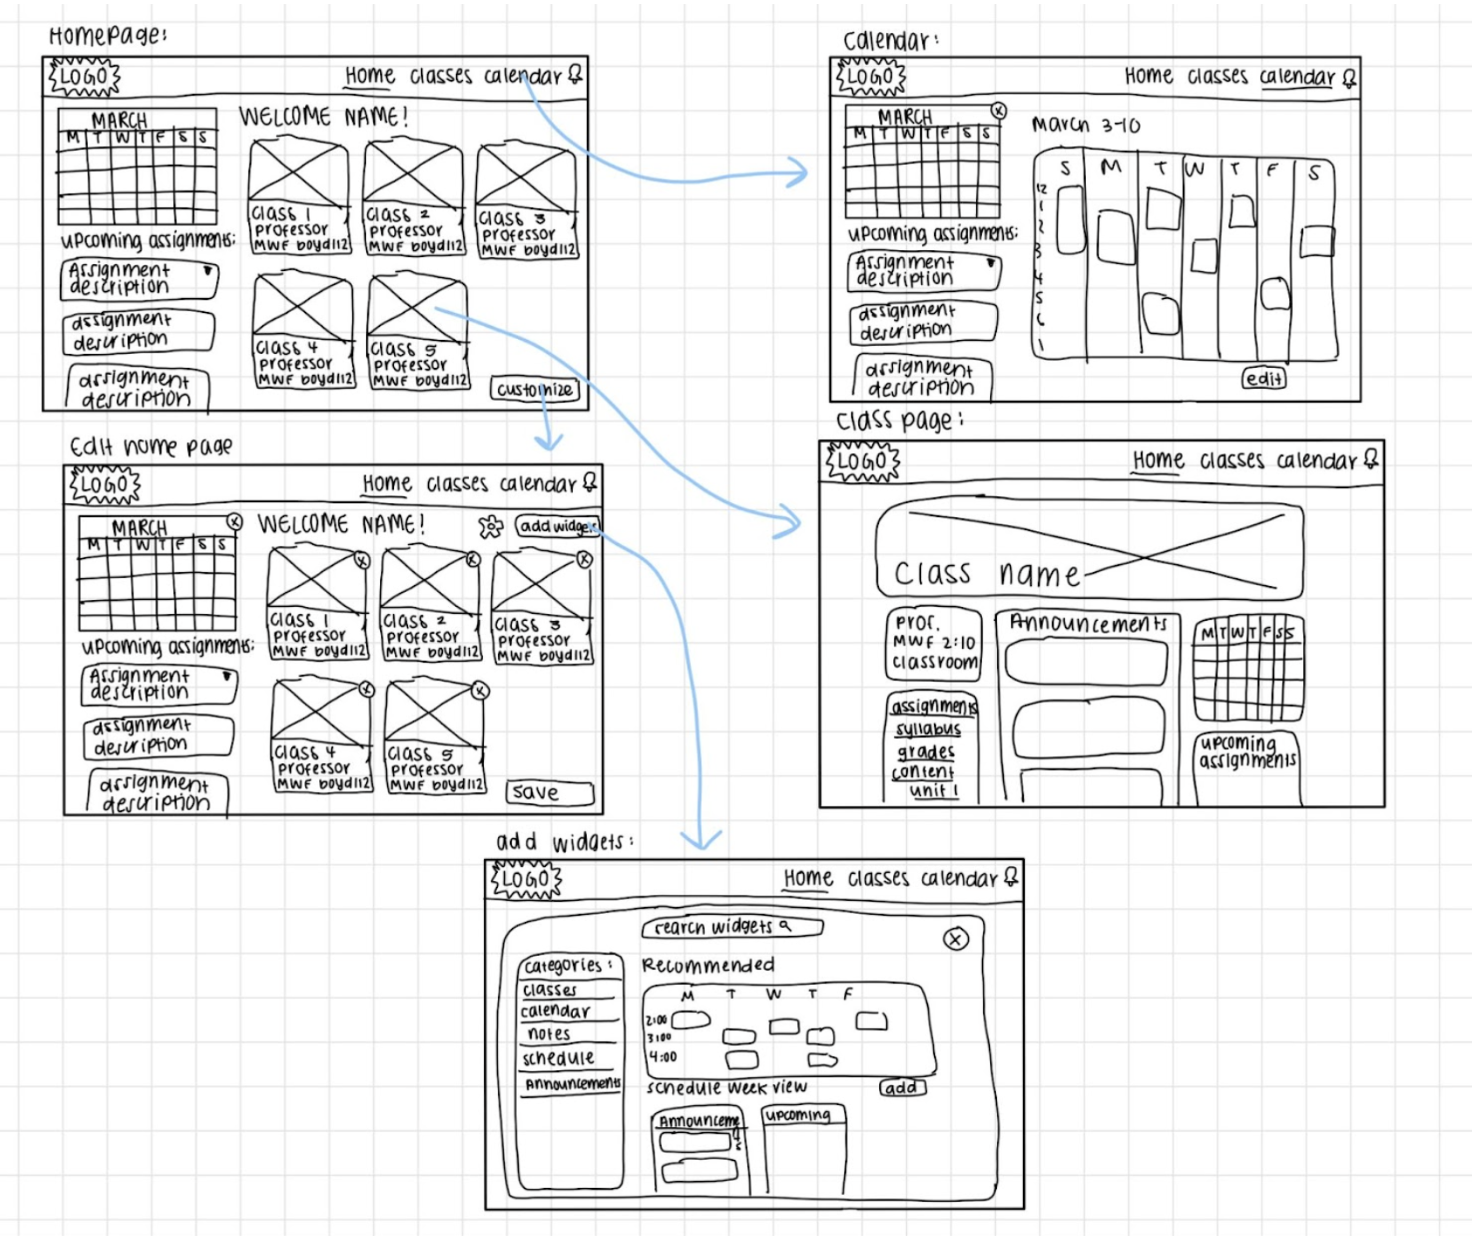 Homepage:
LOGO
Home classes calendar
MARCH
M T W T F S S
WELCOME NAME!
class 1
professor
MWF boyd112
class 2
professor
MWF boyd112
class 3
professor
MWF boyd112
upcoming assignments:
Assignment
description
assignment
description
assignment
description
class 4
professor
MWF boyd112
class 5
professor
MWF boyd112
customize
calendar:
LOGO
Home classes calendar
MARCH
M T W T F S S
March 3-10
S M T W T F S
12
1
2
3
4
5
6
1
upcoming assignments:
Assignment
description
assignment
description
assignment
description
edit
Edit home page
LOGO
Home classes calendar
MARCH
M T W T F S S
WELCOME NAME!
add widget
class 1
professor
MWF boyd112
class 2
professor
MWF boyd112
class 3
professor
MWF boyd112
upcoming assignments:
Assignment
description
assignment
description
assignment
description
class 4
professor
MWF boyd112
class 5
professor
MWF boyd112
save
class page:
LOGO
Home classes calendar
class name
prof.
MWF 2:10
classroom
assignments
syllabus
grades
content
unit 1
Announcements
M T W T F S S
upcoming
assignments
add widgets:
LOGO
Home classes calendar
search widgets
categories:
classes
calendar
notes
schedule
Announcements
Recommended
M T W T F
2:00
3:00
4:00
schedule week view
add
Announcements
upcoming